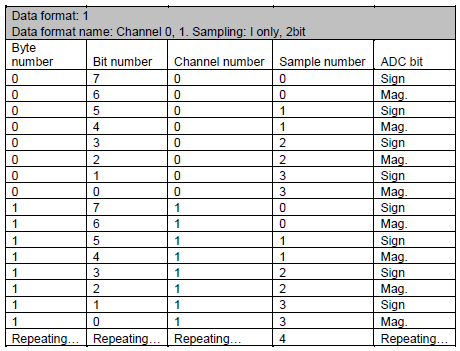 Data format: 1
Data format name: Channel 0, 1. Sampling: I only, 2bit
Byte number Bit number Channel number Sample number ADC bit
0 7 0 0 Sign
0 6 0 0 Mag.
0 5 0 1 Sign
0 4 0 1 Mag.
0 3 0 2 Sign
0 2 0 2 Mag.
0 1 0 3 Sign
0 0 0 3 Mag.
1 7 1 0 Sign
1 6 1 0 Mag.
1 5 1 1 Sign
1 4 1 1 Mag.
1 3 1 2 Sign
1 2 1 2 Mag.
1 1 1 3 Sign
1 0 1 3 Mag.
Repeating… Repeating… Repeating… 4 Repeating…